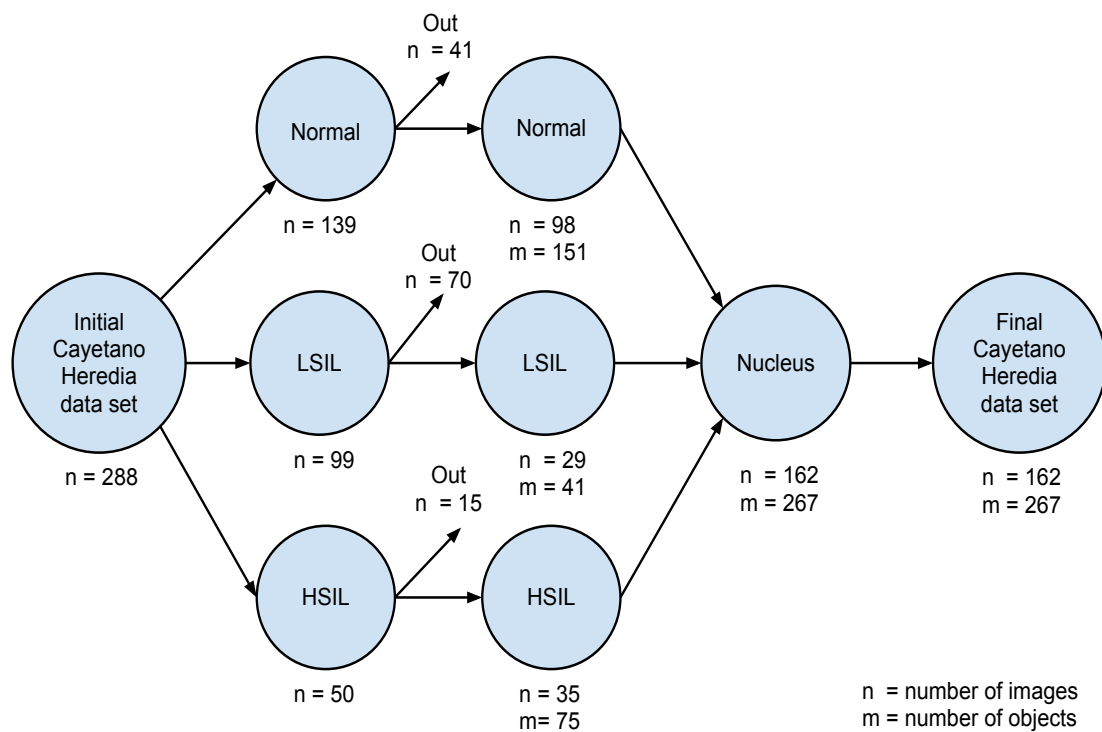 Out
n = 41
Normal
Normal
n = 139
n = 98
m = 151
Out
n = 70
Initial
Cayetano
Heredia
data set
LSIL
LSIL
Nucleus
Final
Cayetano
Heredia
data set
n = 288
n = 99
n = 29
m = 41
n = 162
m = 267
n = 162
m = 267
Out
n = 15
HSIL
HSIL
n = 50
n = 35
m= 75
n = number of images
m = number of objects